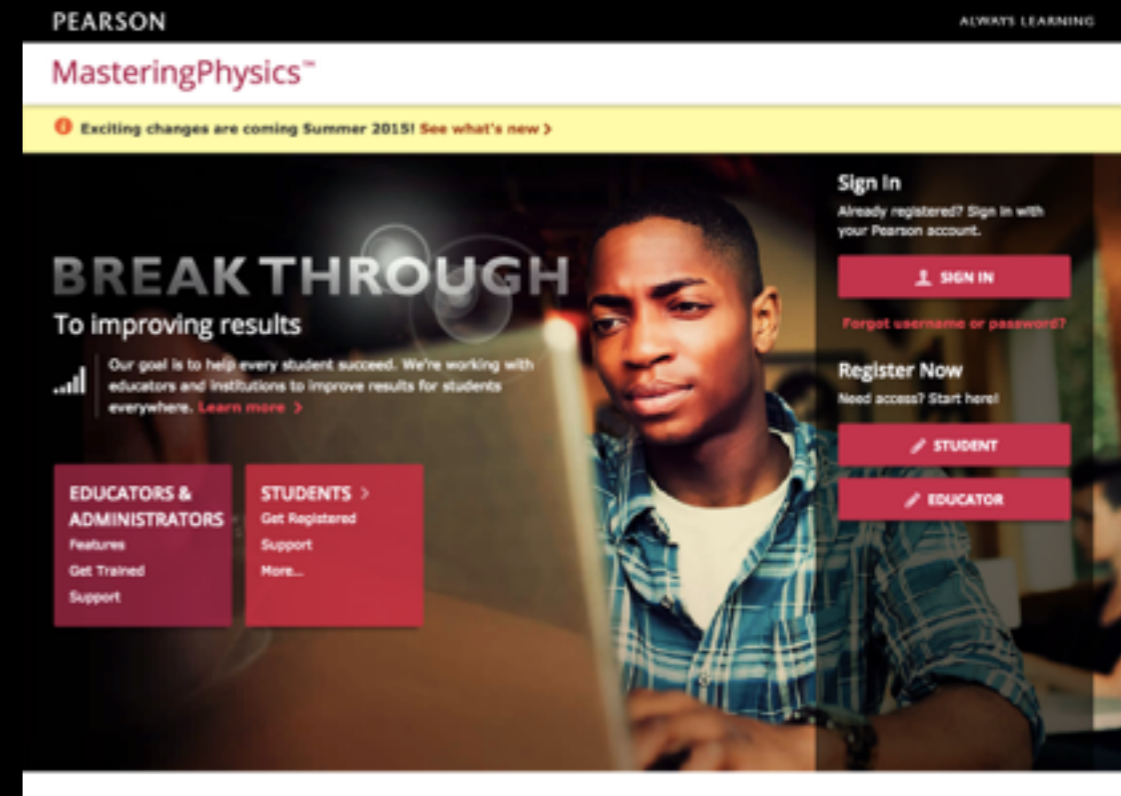 PEARSON
ALWAYS LEARNING
MasteringPhysics™
Exciting changes are coming Summer 2015! See what's new >
BREAKTHROUGH
To improving results
Our goal is to help every student succeed. We're working with
educators and institutions to improve results for students
everywhere. Learn more >
EDUCATORS &
ADMINISTRATORS
Features
Get Trained
Support
STUDENTS >
Get Registered
Support
More...
Sign In
Already registered? Sign in with
your Pearson account.
SIGN IN
Forgot username or password?
Register Now
Need access? Start here!
STUDENT
EDUCATOR